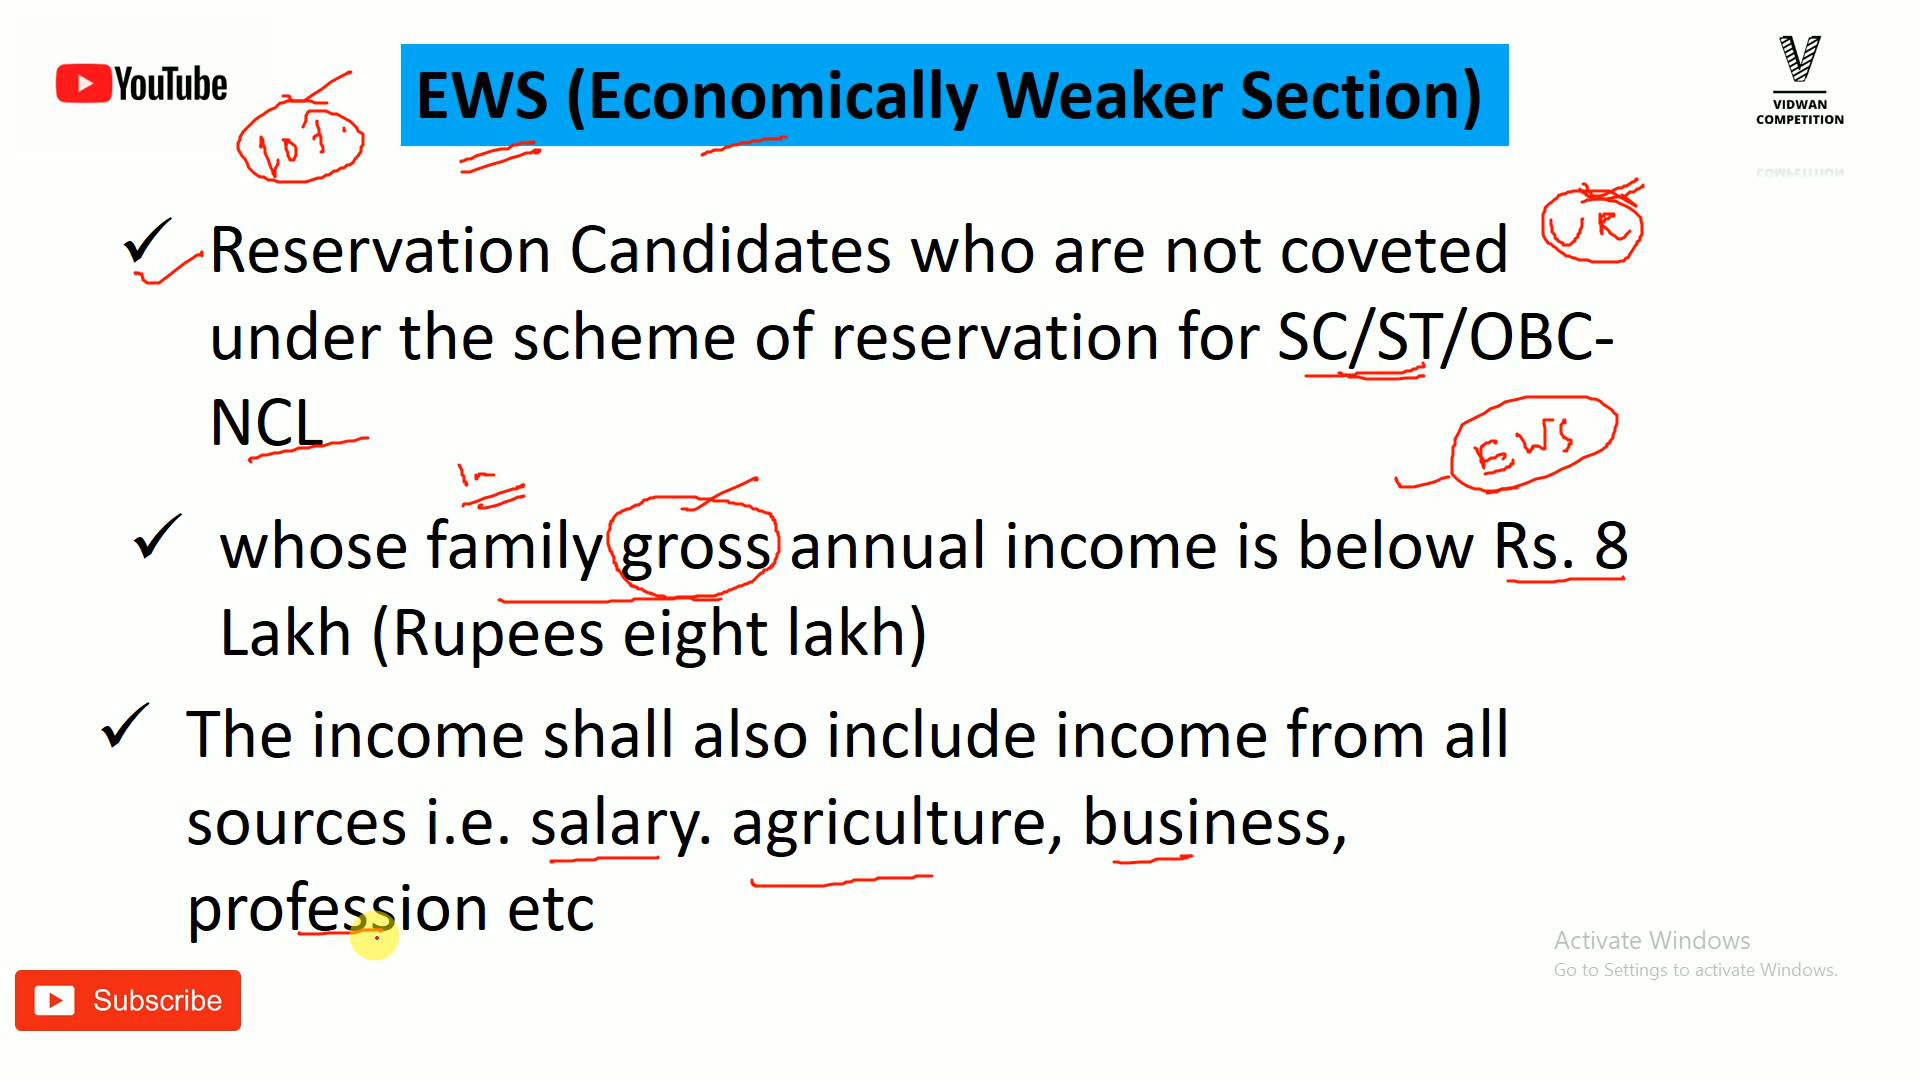 YouTube
EWS (Economically Weaker Section)
VIDWAN
COMPETITION
UR
Reservation Candidates who are not coveted
under the scheme of reservation for SC/ST/OBC-
NCL
EWS
whose family gross annual income is below Rs. 8
Lakh (Rupees eight lakh)
The income shall also include income from all
sources i.e. salary. agriculture, business,
profession etc
Activate Windows
Go to Settings to activate Windows.
Subscribe